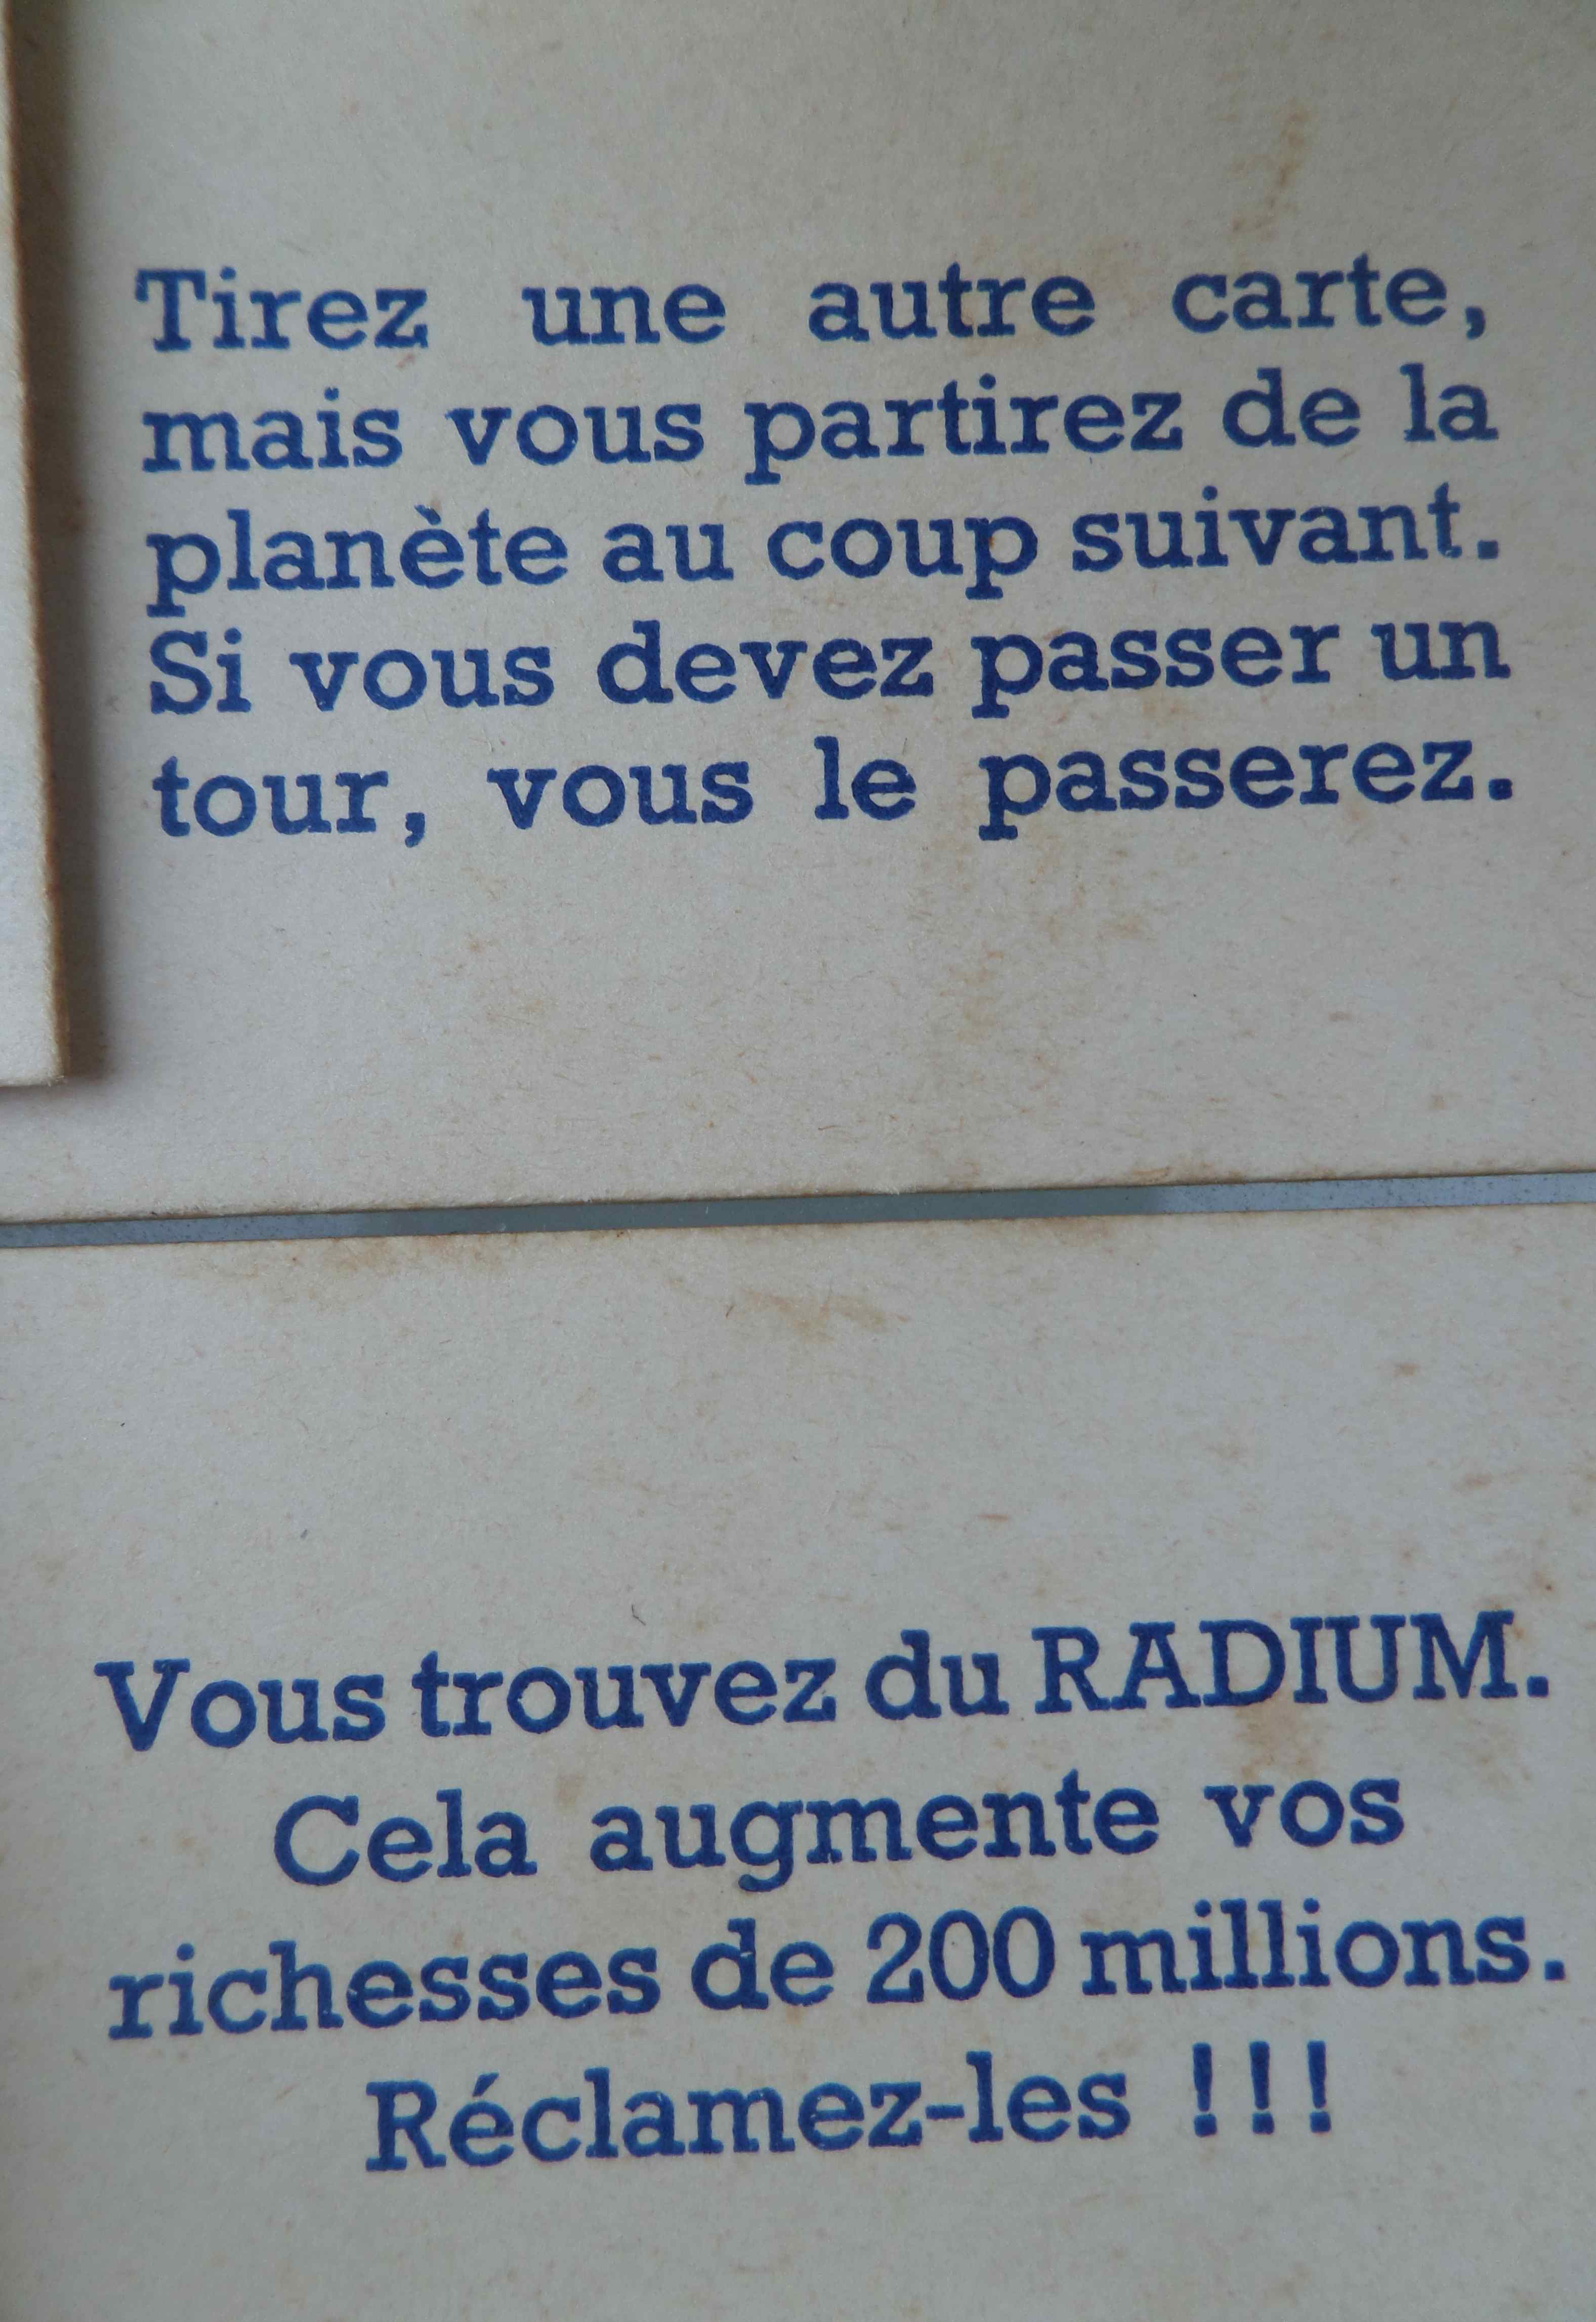 Tirez une autre carte,
mais vous partirez de la
planète au coup suivant.
Si vous devez passer un
tour, vous le passerez.
Vous trouvez du RADIUM.
Cela augmente vos
richesses de 200 millions.
Réclamez-les !!!